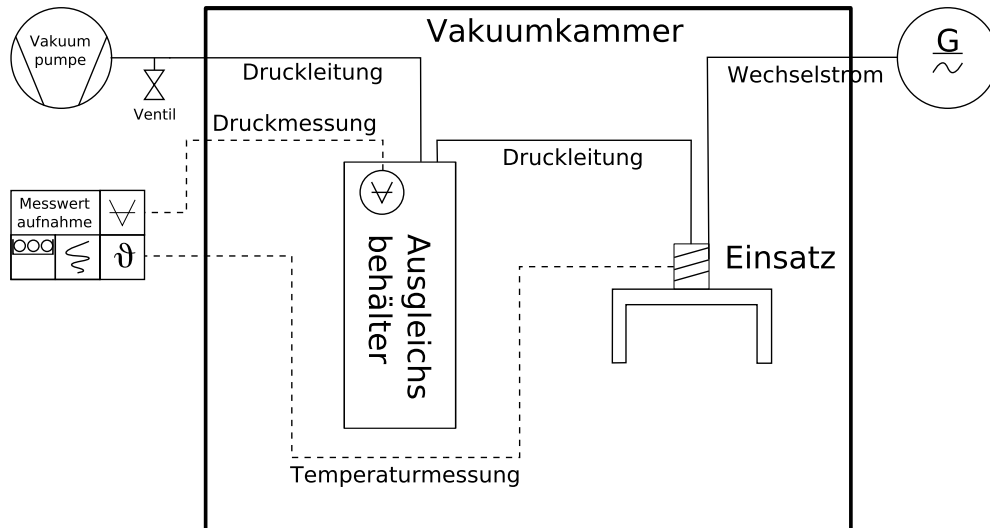 Vakuumkammer
Vakuum
pumpe
G
Druckleitung
Wechselstrom
Ventil
Druckmessung
Druckleitung
Messwert
aufnahme
ϑ
Ausgleichs
behälter
Einsatz
Temperaturmessung